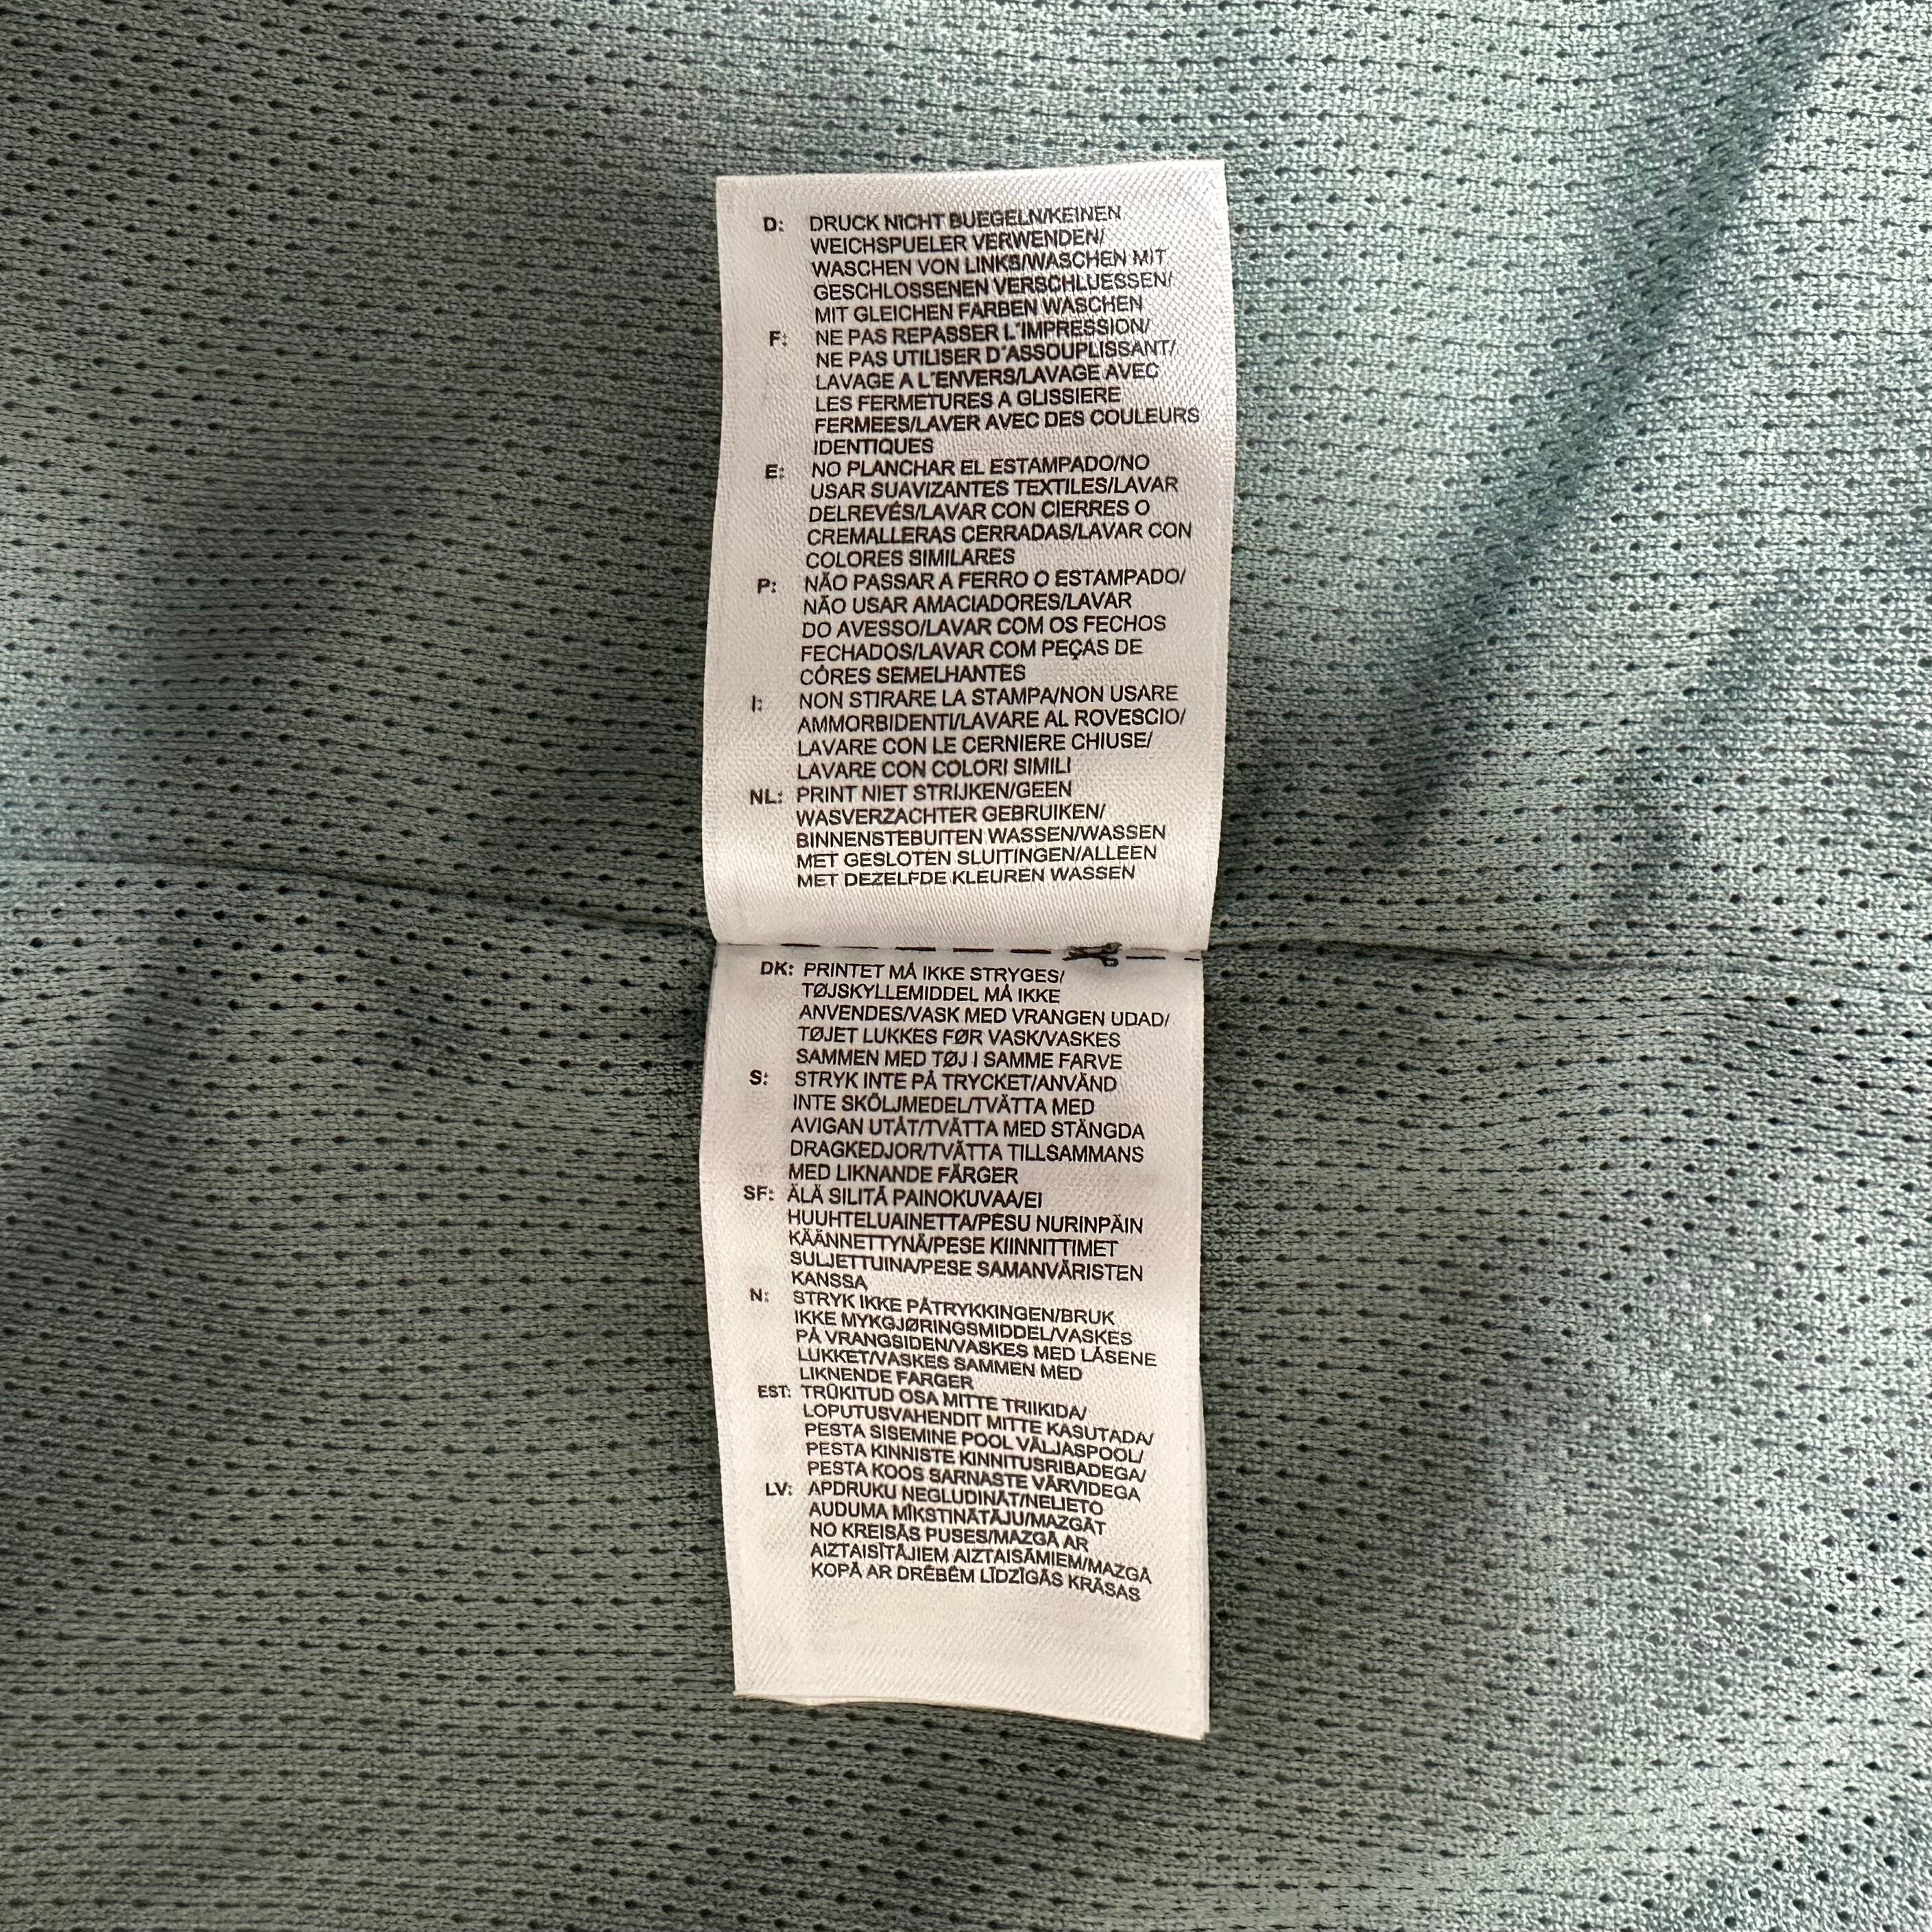 D: DRUCK NICHT BUEGELN/KEINEN
WEICHSPUELER VERWENDEN/
WASCHEN VON LINKS/WASCHEN MIT
GESCHLOSSENEN VERSCHLUESSEN/
MIT GLEICHEN FARBEN WASCHEN
F: NE PAS REPASSER L'IMPRESSION/
NE PAS UTILISER D'ASSOUPLISSANT/
LAVAGE A L'ENVERS/LAVAGE AVEC
LES FERMETURES A GLISSIERE
FERMEES/LAVER AVEC DES COULEURS
IDENTIQUES
E: NO PLANCHAR EL ESTAMPADO/NO
USAR SUAVIZANTES TEXTILES/LAVAR
DELREVÉS/LAVAR CON CIERRES O
CREMALLERAS CERRADAS/LAVAR CON
COLORES SIMILARES
P: NÃO PASSAR A FERRO O ESTAMPADO/
NÃO USAR AMACIADORES/LAVAR
DO AVESSO/LAVAR COM OS FECHOS
FECHADOS/LAVAR COM PEÇAS DE
CÔRES SEMELHANTES
I: NON STIRARE LA STAMPA/NON USARE
AMMORBIDENTI/LAVARE AL ROVESCIO/
LAVARE CON LE CERNIERE CHIUSE/
LAVARE CON COLORI SIMILI
NL: PRINT NIET STRIJKEN/GEEN
WASVERZACHTER GEBRUIKEN/
BINNENSTEBUITEN WASSEN/WASSEN
MET GESLOTEN SLUITINGEN/ALLEEN
MET DEZELFDE KLEUREN WASSEN
DK: PRINTET MÅ IKKE STRYGES/
TØJSKYLLEMIDDEL MÅ IKKE
ANVENDES/VASK MED VRANGEN UDAD/
TØJET LUKKES FØR VASK/VASKES
SAMMEN MED TØJ I SAMME FARVE
S: STRYK INTE PÅ TRYCKET/ANVÄND
INTE SKÖLJMEDEL/TVÄTTA MED
AVIGAN UTÅT/TVÄTTA MED STÄNGDA
DRAGKEDJOR/TVÄTTA TILLSAMMANS
MED LIKNANDE FÄRGER
SF: ÄLÄ SILITÄ PAINOKUVAA/EI
HUUHTELUAINETTA/PESU NURINPÄIN
KÄÄNNETTYNÄ/PESE KIINNITTIMET
SULJETTUINA/PESE SAMANVÄRISTEN
KANSSA
N: STRYK IKKE PÅTRYKKINGEN/BRUK
IKKE MYKGJØRINGSMIDDEL/VASKES
PÅ VRANGSIDEN/VASKES MED LÅSENE
LUKKET/VASKES SAMMEN MED
LIKNENDE FARGER
EST: TRÜKITUD OSA MITTE TRIIKIDA/
LOPUTUSVAHENDIT MITTE KASUTADA/
PESTA SISEMINE POOL VÄLJASPOOL/
PESTA KINNISTE KINNITUSRIBADEGA/
PESTA KOOS SARNASTE VÄRVIDEGA
LV: APDRUKU NEGLUDINĀT/NELIETO
AUDUMA MĪKSTINĀTĀJU/MAZGĀT
NO KREISĀS PUSES/MAZGĀ AR
AIZTAISĪTĀJIEM AIZTAISĀMIEM/MAZGĀ
KOPĀ AR DRĒBĒM LĪDZĪGĀS KRĀSĀS